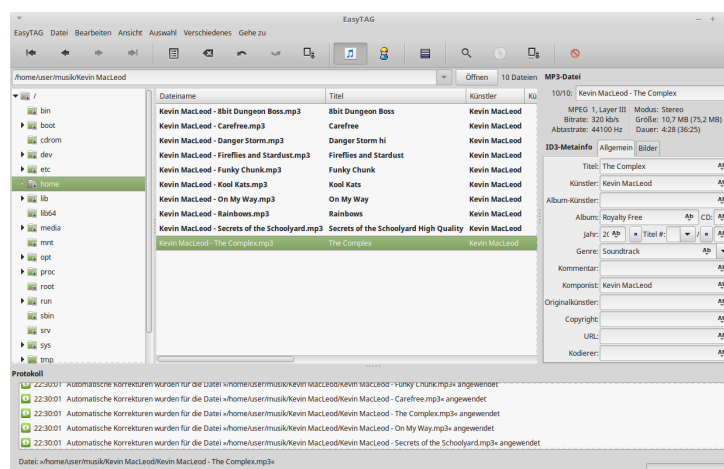 EasyTAG
EasyTAG Datei Bearbeiten Ansicht Auswahl Verschiedenes Gehe zu
/home/user/musik/Kevin MacLeod Öffnen 10 Dateien MP3-Datei
10/10: Kevin MacLeod - The Complex
MPEG 1, Layer III Modus: Stereo
Bitrate: 320 kb/s Größe: 10,7 MB (75,2 MB)
Abtastrate: 44100 Hz Dauer: 4:28 (36:25)
ID3-Metainfo Allgemein Bilder
/
bin
boot
cdrom
dev
etc
home
lib
lib64
media
mnt
opt
proc
root
run
sbin
srv
sys
tmp
Dateiname Titel Künstler Kü
Kevin MacLeod - 8bit Dungeon Boss.mp3 8bit Dungeon Boss Kevin MacLeod
Kevin MacLeod - Carefree.mp3 Carefree Kevin MacLeod
Kevin MacLeod - Danger Storm.mp3 Danger Storm hi Kevin MacLeod
Kevin MacLeod - Fireflies and Stardust.mp3 Fireflies and Stardust Kevin MacLeod
Kevin MacLeod - Funky Chunk.mp3 Funky Chunk Kevin MacLeod
Kevin MacLeod - Kool Kats.mp3 Kool Kats Kevin MacLeod
Kevin MacLeod - On My Way.mp3 On My Way Kevin MacLeod
Kevin MacLeod - Rainbows.mp3 Rainbows Kevin MacLeod
Kevin MacLeod - Secrets of the Schoolyard.mp3 Secrets of the Schoolyard High Quality Kevin MacLeod
Kevin MacLeod - The Complex.mp3 The Complex Kevin MacLeod
Titel: The Complex
Künstler: Kevin MacLeod
Album-Künstler:
Album: Royalty Free CD:
Jahr: 20 Titel #: /
Genre: Soundtrack
Kommentar:
Komponist: Kevin MacLeod
Originalkünstler:
Copyright:
URL:
Kodierer:
Protokoll
22:30:01 Automatische Korrekturen wurden für die Datei »/home/user/musik/Kevin MacLeod/Kevin MacLeod - Funky Chunk.mp3« angewendet
22:30:01 Automatische Korrekturen wurden für die Datei »/home/user/musik/Kevin MacLeod/Kevin MacLeod - Carefree.mp3« angewendet
22:30:01 Automatische Korrekturen wurden für die Datei »/home/user/musik/Kevin MacLeod/Kevin MacLeod - The Complex.mp3« angewendet
22:30:01 Automatische Korrekturen wurden für die Datei »/home/user/musik/Kevin MacLeod/Kevin MacLeod - On My Way.mp3« angewendet
22:30:01 Automatische Korrekturen wurden für die Datei »/home/user/musik/Kevin MacLeod/Kevin MacLeod - Secrets of the Schoolyard.mp3« angewendet
Datei: »/home/user/musik/Kevin MacLeod/Kevin MacLeod - The Complex.mp3«